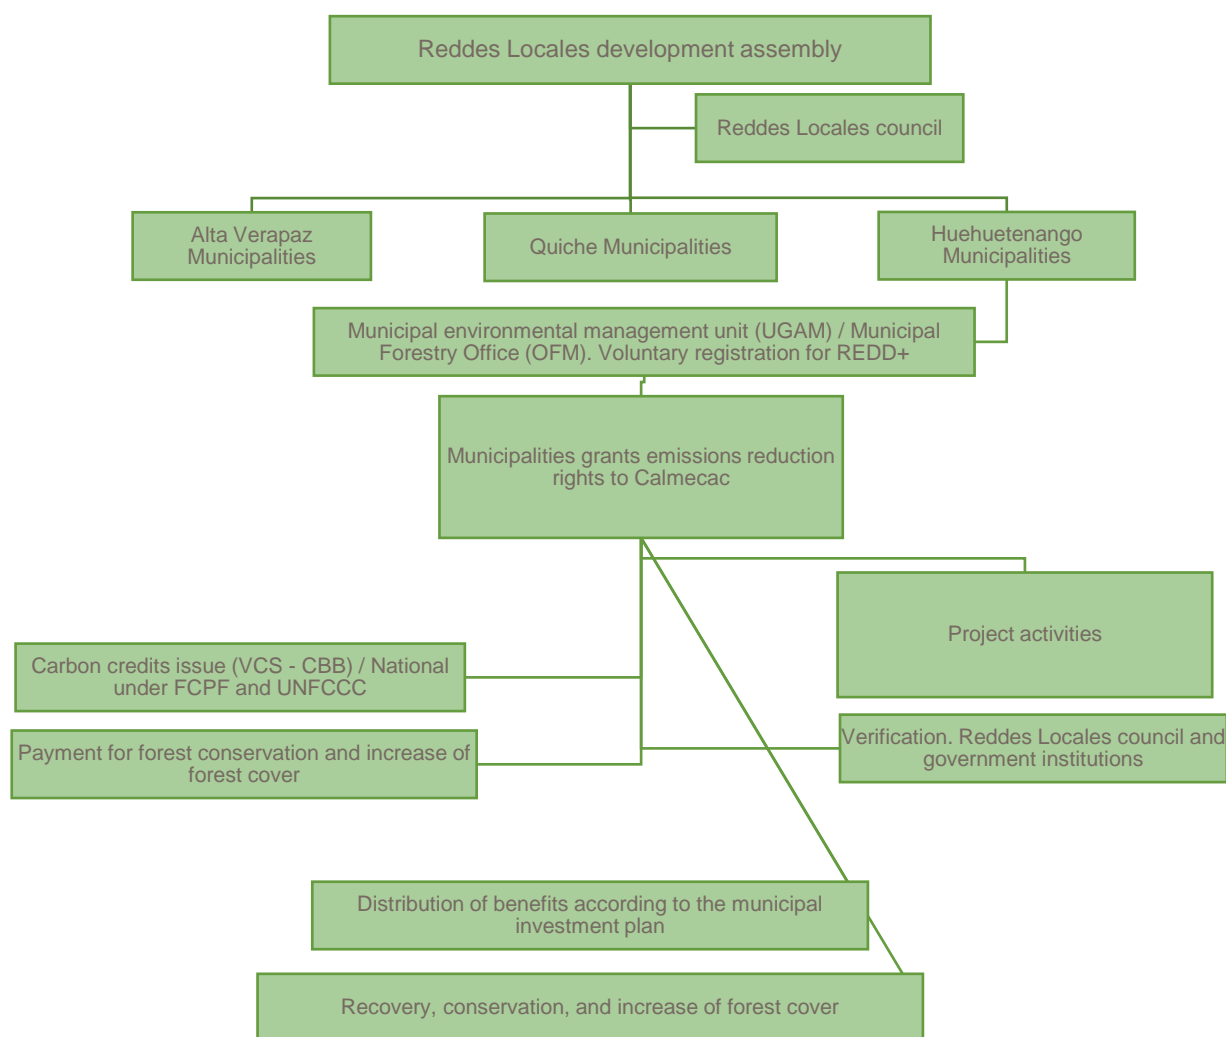 Reddes Locales development assembly
Reddes Locales council
Alta Verapaz
Municipalities
Quiche Municipalities
Huehuetenango
Municipalities
Municipal environmental management unit (UGAM) / Municipal
Forestry Office (OFM). Voluntary registration for REDD+
Municipalities grants emissions reduction
rights to Calmecac
Project activities
Carbon credits issue (VCS - CBB) / National
under FCPF and UNFCCC
Payment for forest conservation and increase of
forest cover
Verification. Reddes Locales council and
government institutions
Distribution of benefits according to the municipal
investment plan
Recovery, conservation, and increase of forest cover